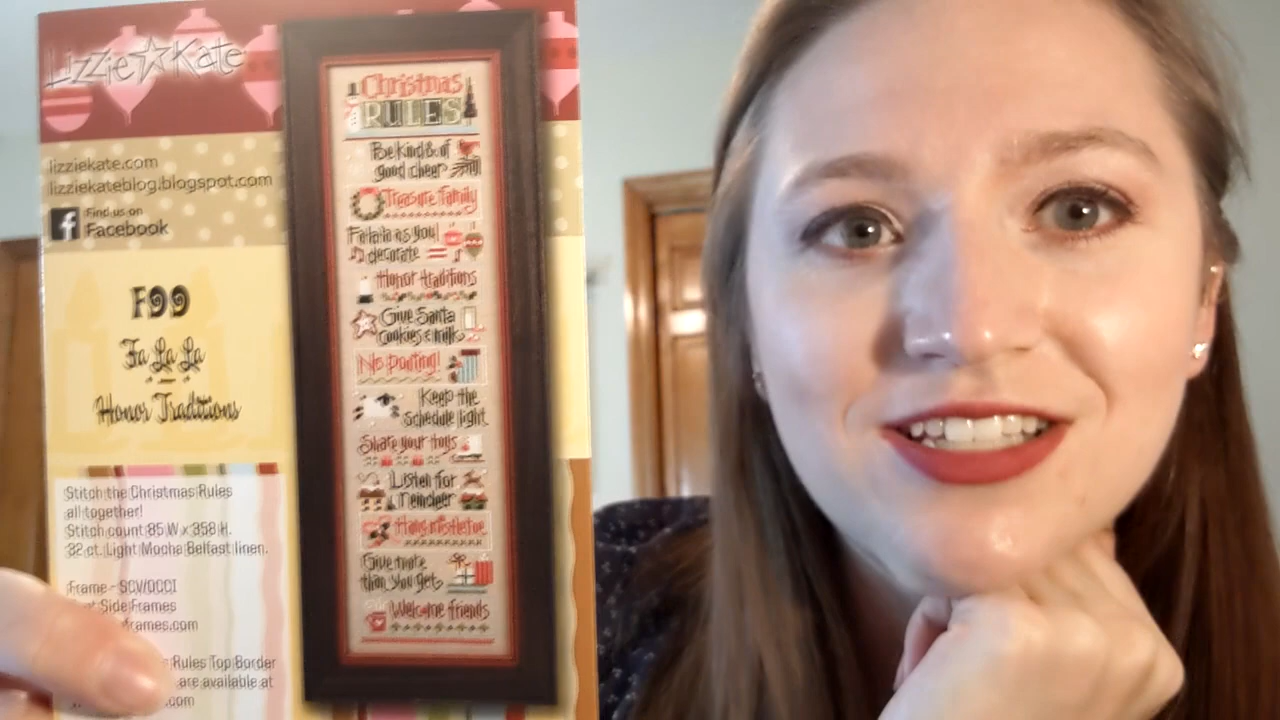 Lizzie Kate
lizziekate.com
lizziekateblog.blogspot.com
Find us on
Facebook
F99
Fa La La
Honor Traditions
Stitch the Christmas Rules
all together!
Stitch count 85 W x 358 H.
32 ct. Light Mocha Belfast linen.
Frame - SCV/OCCI
Side Frames
frames.com
Rules Top Border
are available at
.com
Christmas
RULES
Be kind & of
good cheer
Treasure family
Fa la la as you
decorate
Honor traditions
Give Santa
cookies & milk
No pouting!
Keep the
schedule light
Share your toys
Listen for
reindeer
Hang mistletoe
Give more
than you get
Welcome friends